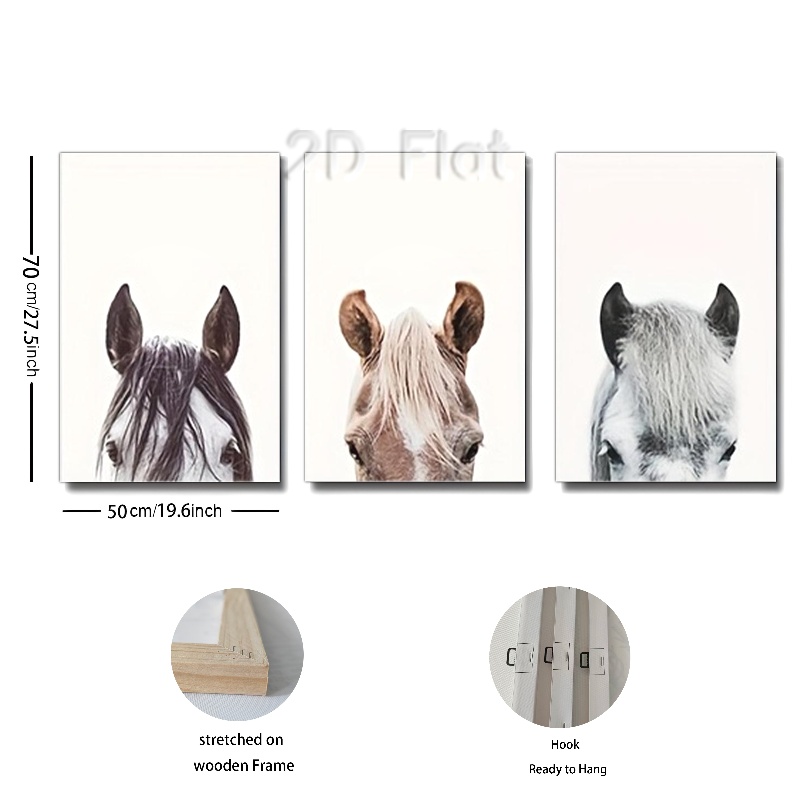 2D Flat
70 cm/27.5inch
50cm/19.6inch
stretched on
wooden Frame
Hook
Ready to Hang